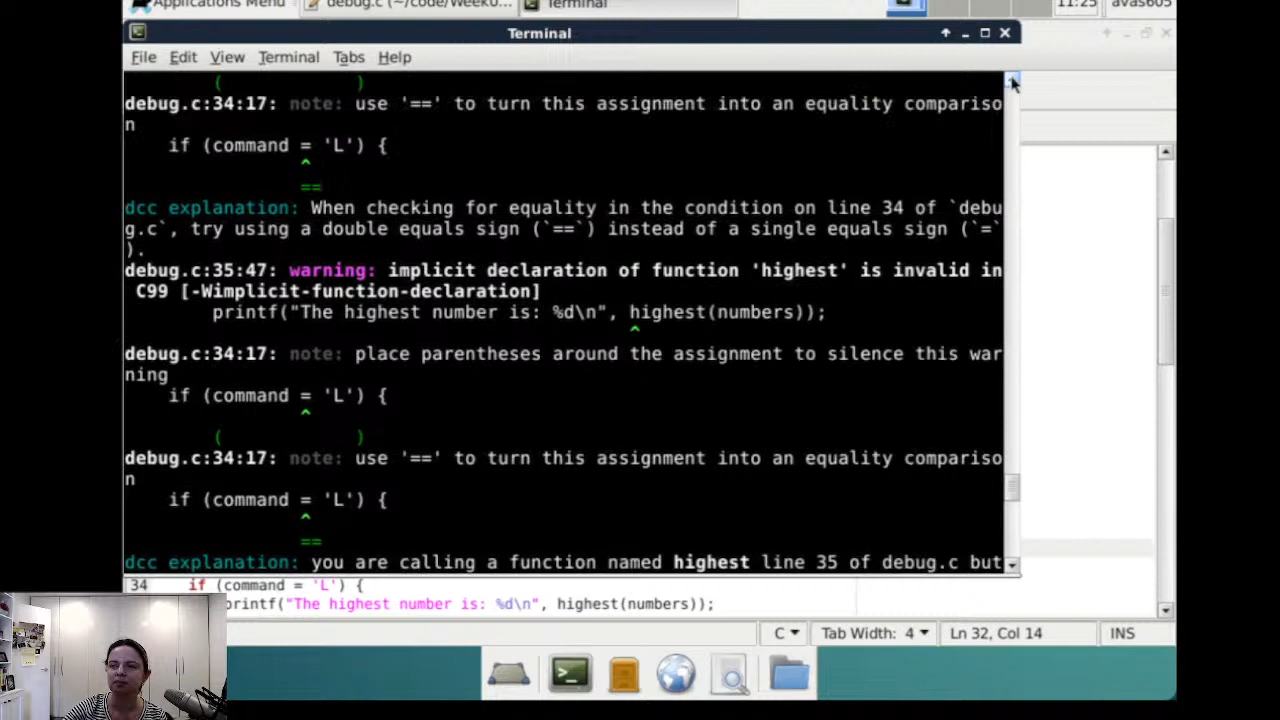 Applications Menu
debug.c (~/code/Week0...
Terminal
11:25
avas605
Terminal
File Edit View Terminal Tabs Help
( )
debug.c:34:17: note: use '==' to turn this assignment into an equality compariso
n
if (command = 'L') {
^
==
dcc explanation: When checking for equality in the condition on line 34 of `debu
g.c`, try using a double equals sign (`==`) instead of a single equals sign (`=`
).
debug.c:35:47: warning: implicit declaration of function 'highest' is invalid in
C99 [-Wimplicit-function-declaration]
printf("The highest number is: %d\n", highest(numbers));
^
debug.c:34:17: note: place parentheses around the assignment to silence this war
ning
if (command = 'L') {
^
( )
debug.c:34:17: note: use '==' to turn this assignment into an equality compariso
n
if (command = 'L') {
^
==
dcc explanation: you are calling a function named highest line 35 of debug.c but
34 if (command = 'L') {
printf("The highest number is: %d\n", highest(numbers));
C Tab Width: 4 Ln 32, Col 14 INS